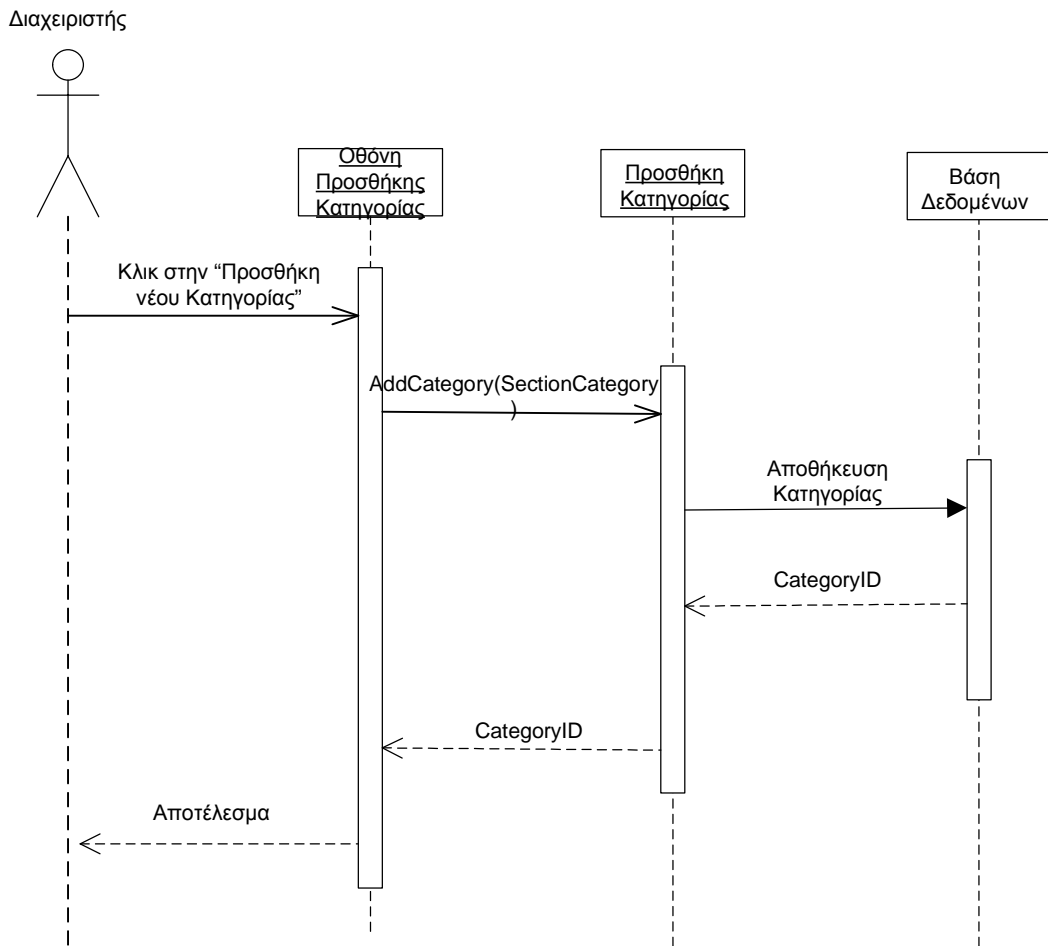 Διαχειριστής
Οθόνη
Προσθήκης
Κατηγορίας
Προσθήκη
Κατηγορίας
Βάση
Δεδομένων
Κλικ στην “Προσθήκη
νέου Κατηγορίας”
AddCategory(SectionCategory
)
Αποθήκευση
Κατηγορίας
CategoryID
CategoryID
Αποτέλεσμα